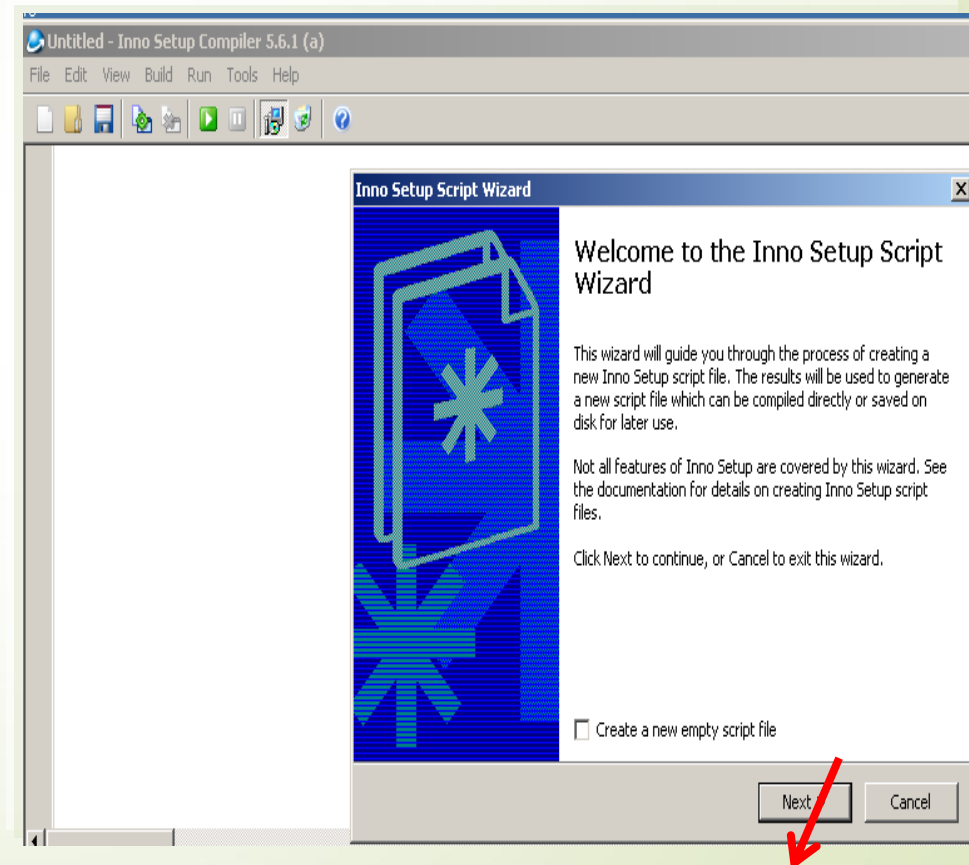 Untitled - Inno Setup Compiler 5.6.1 (a)
File Edit View Build Run Tools Help
Inno Setup Script Wizard
Welcome to the Inno Setup Script
Wizard
This wizard will guide you through the process of creating a
new Inno Setup script file. The results will be used to generate
a new script file which can be compiled directly or saved on
disk for later use.
Not all features of Inno Setup are covered by this wizard. See
the documentation for details on creating Inno Setup script
files.
Click Next to continue, or Cancel to exit this wizard.
Create a new empty script file
Next Cancel